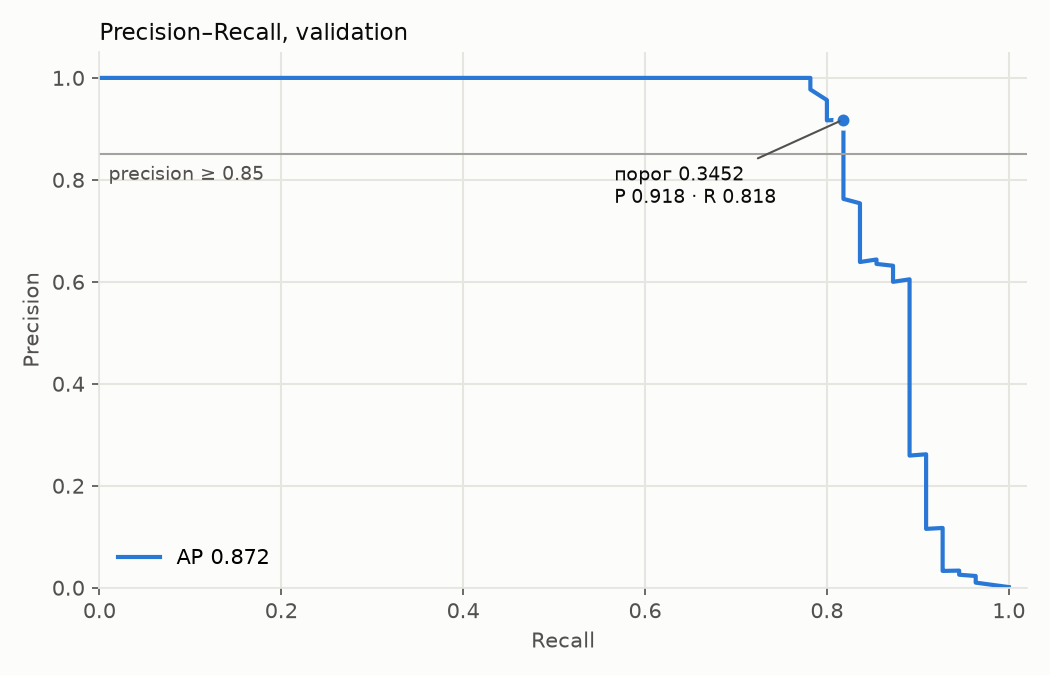 Precision–Recall, validation
1.0
0.8
0.6
0.4
0.2
0.0
Precision
precision ≥ 0.85
порог 0.3452
P 0.918 · R 0.818
AP 0.872
0.0 0.2 0.4 0.6 0.8 1.0
Recall